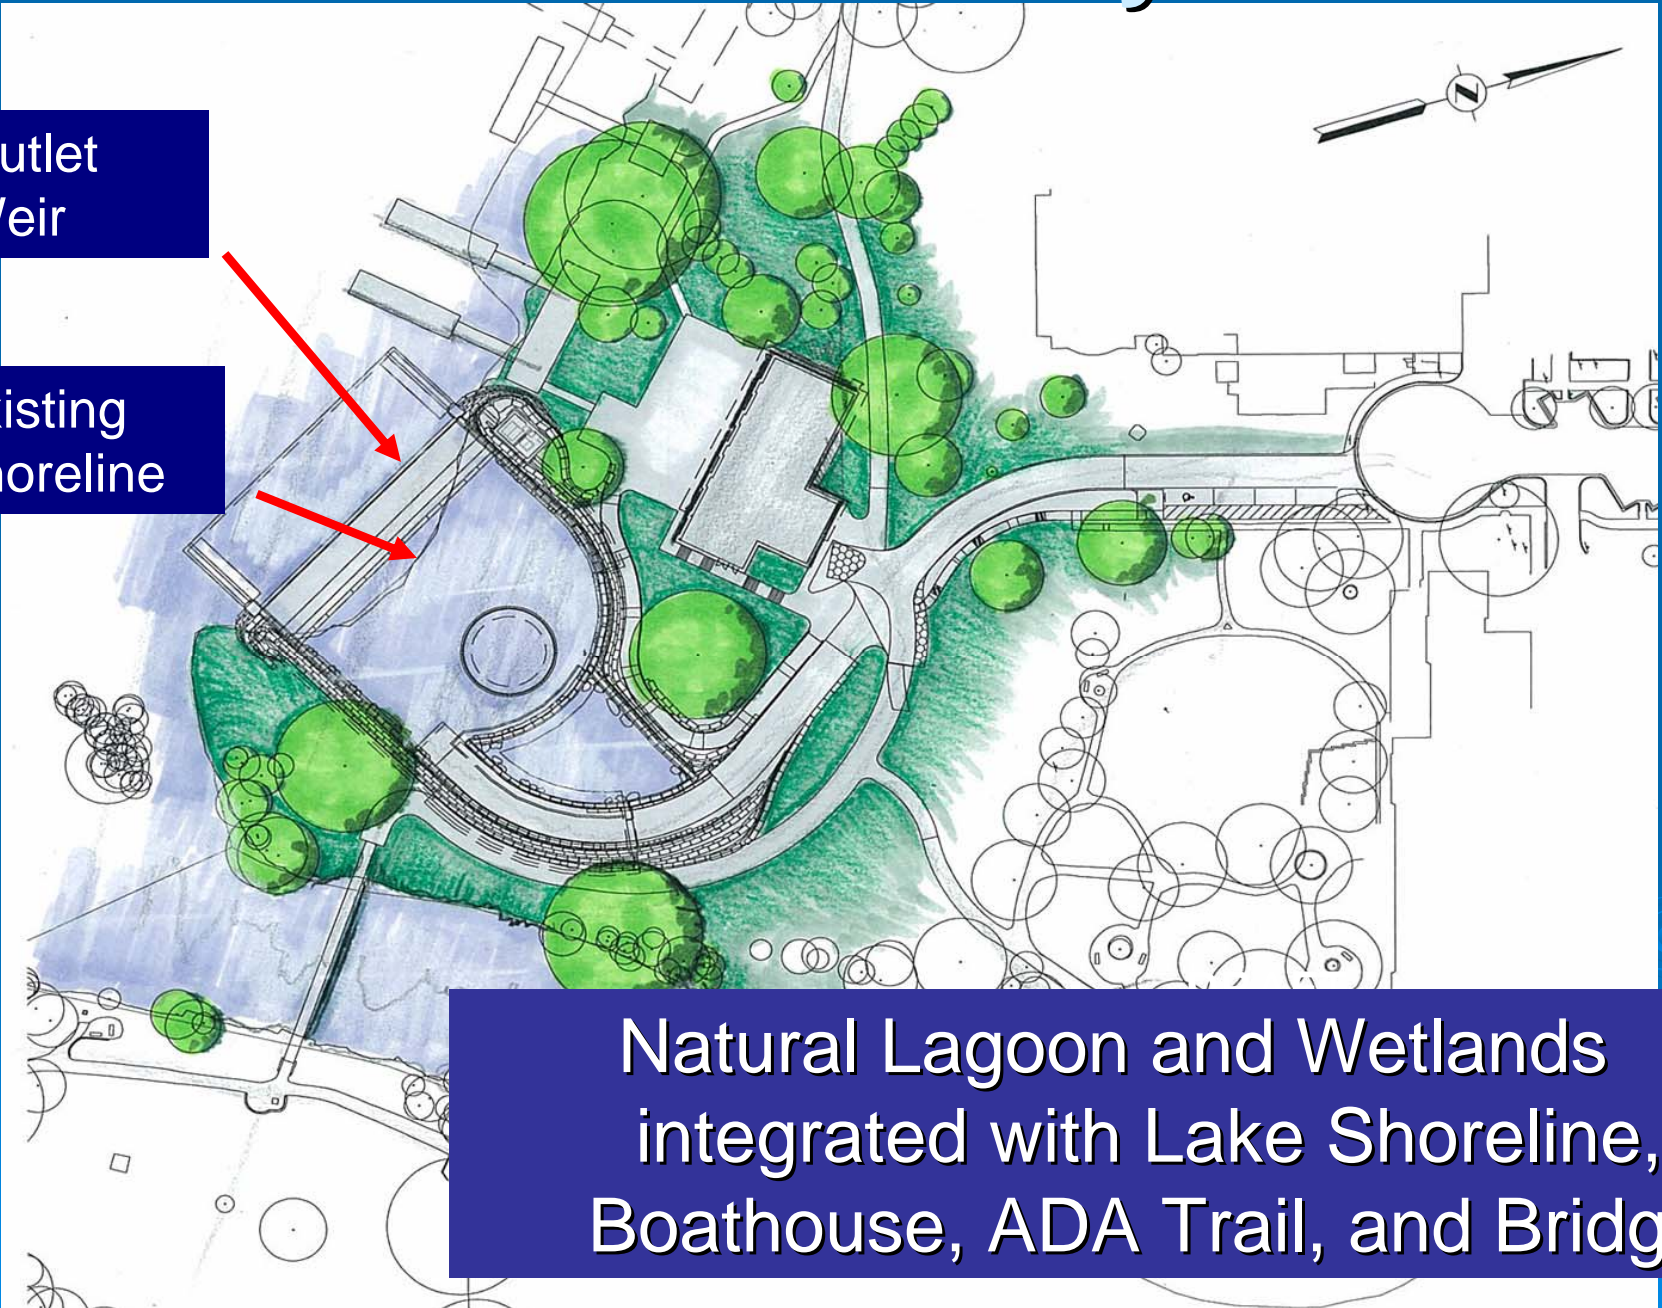 utlet
eir
N
isting
oreline
Natural Lagoon and Wetlands
integrated with Lake Shoreline,
Boathouse, ADA Trail, and Bridg